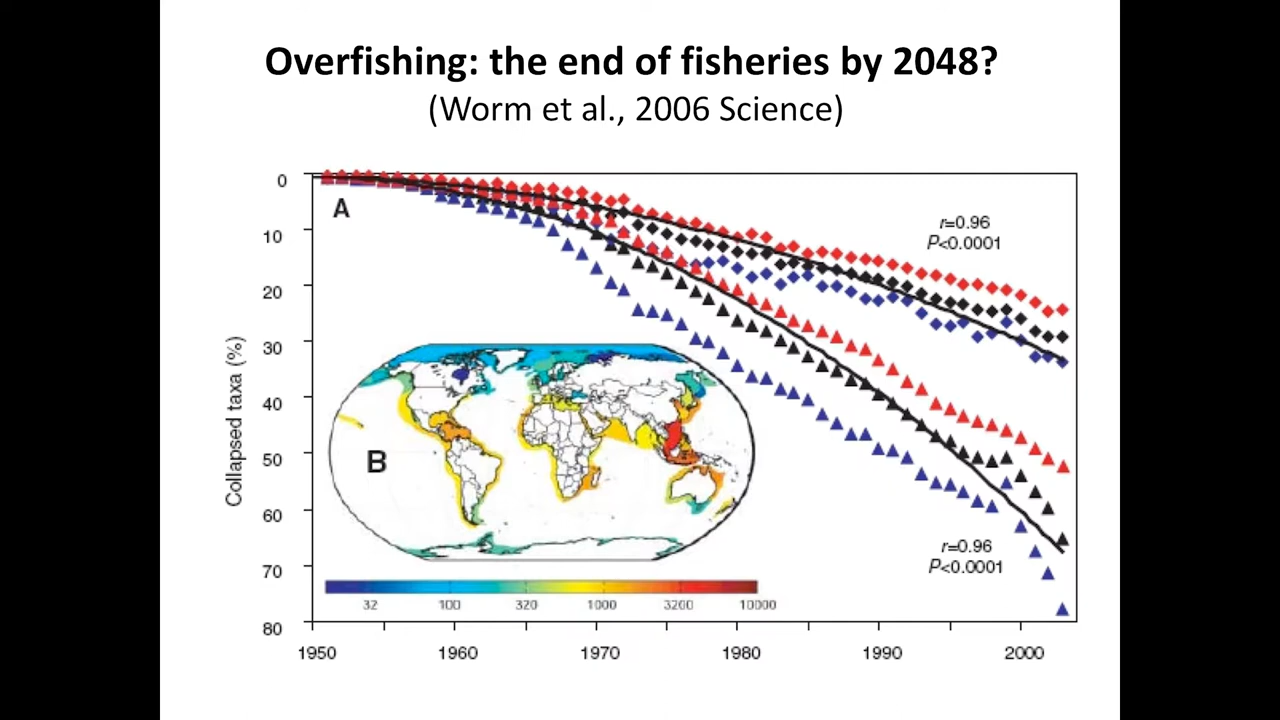 Overfishing: the end of fisheries by 2048?
(Worm et al., 2006 Science)
0
10
20
30
40
50
60
70
80
Collapsed taxa (%)
A
r=0.96
P<0.0001
B
r=0.96
P<0.0001
32 100 320 1000 3200 10000
1950 1960 1970 1980 1990 2000